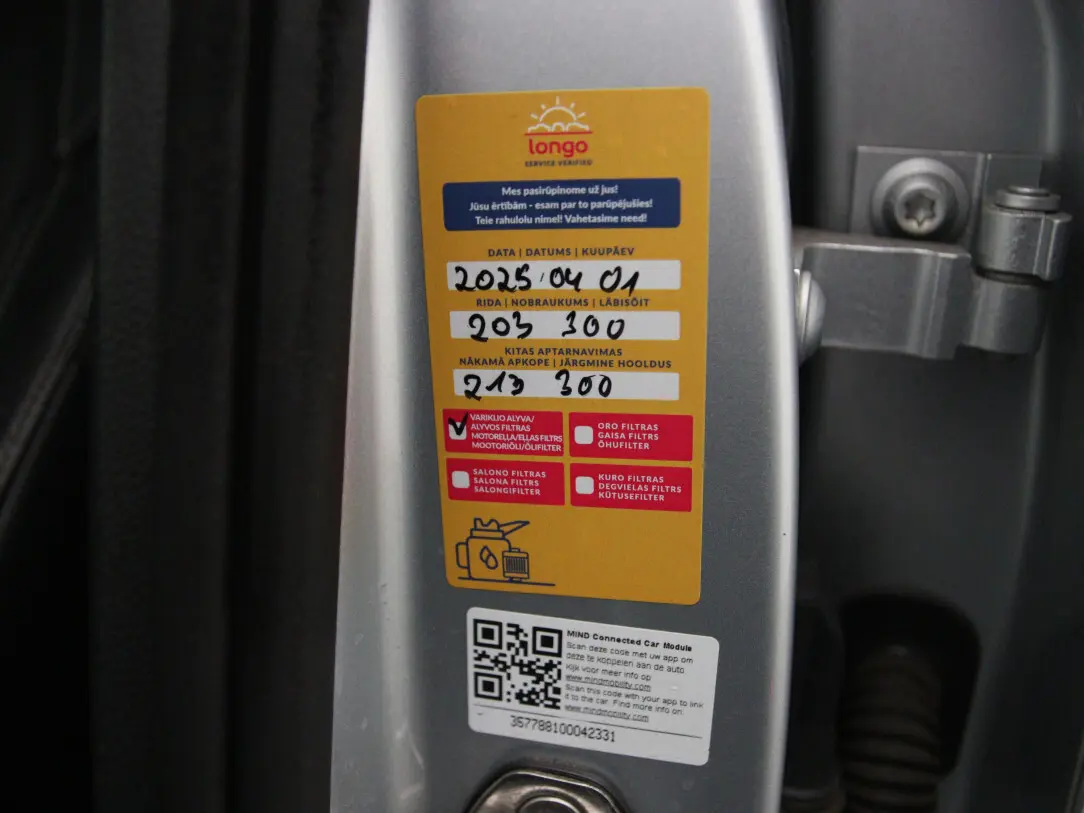 longo
SERVICE VERIFIED
Mes pasirūpinome už jus!
Jūsu ērtībām - esam par to parūpējušies!
Teie rahulolu nimel! Vahetasime need!
DATA | DATUMS | KUUPÄEV
2025 04 01
RIDA | NOBRAUKUMS | LÄBISÕIT
203 300
KITAS APTARNAVIMAS
NĀKAMĀ APKOPE | JÄRGMINE HOOLDUS
213 300
VARIKLIO ALYVA/
ALYVOS FILTRAS
MOTOREĻĻA/EĻĻAS FILTRS
MOOTORIÕLI/ÕLIFILTER
ORO FILTRAS
GAISA FILTRS
ÕHUFILTER
SALONO FILTRAS
SALONA FILTRS
SALONGIFILTER
KURO FILTRAS
DEGVIELAS FILTRS
KÜTUSEFILTER
MIND Connected Car Module
Scan deze code met uw app om
deze te koppelen aan de auto
Kijk voor meer info op
www.mindmobility.com
Scan this code with your app to link
it to the car. Find more info on:
www.mindmobility.com
357788100042331